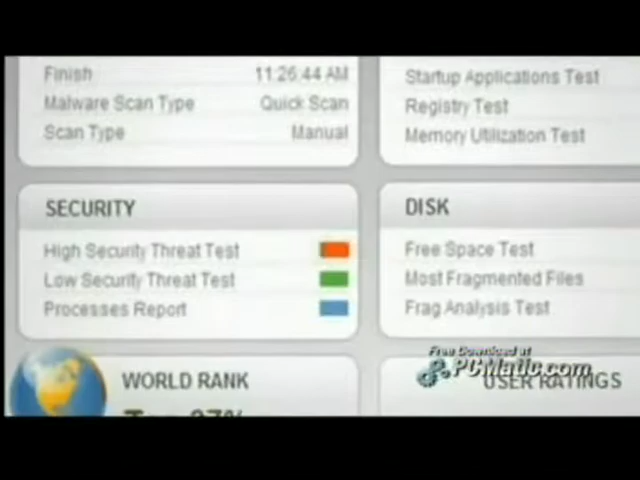 Finish 11:26:44 AM
Malware Scan Type Quick Scan
Scan Type Manual
Startup Applications Test
Registry Test
Memory Utilization Test
SECURITY
High Security Threat Test
Low Security Threat Test
Processes Report
DISK
Free Space Test
Most Fragmented Files
Frag Analysis Test
WORLD RANK
USER RATINGS
Free Download at
PCMatic.com